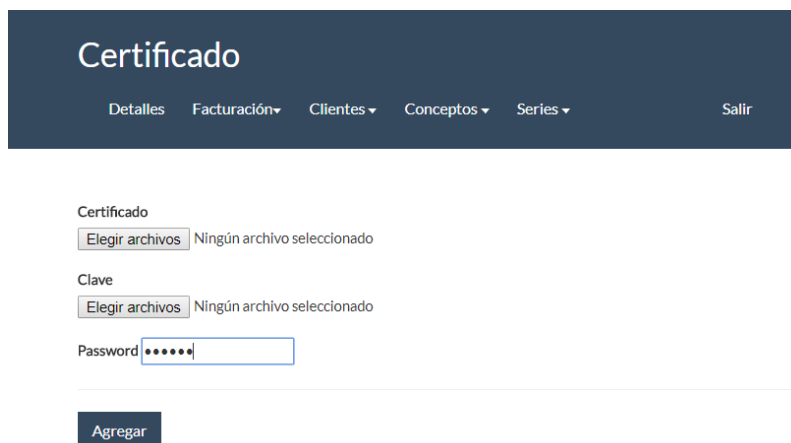 Certificado
Detalles Facturación Clientes Conceptos Series Salir
Certificado
Elegir archivos Ningún archivo seleccionado
Clave
Elegir archivos Ningún archivo seleccionado
Password ••••••
Agregar